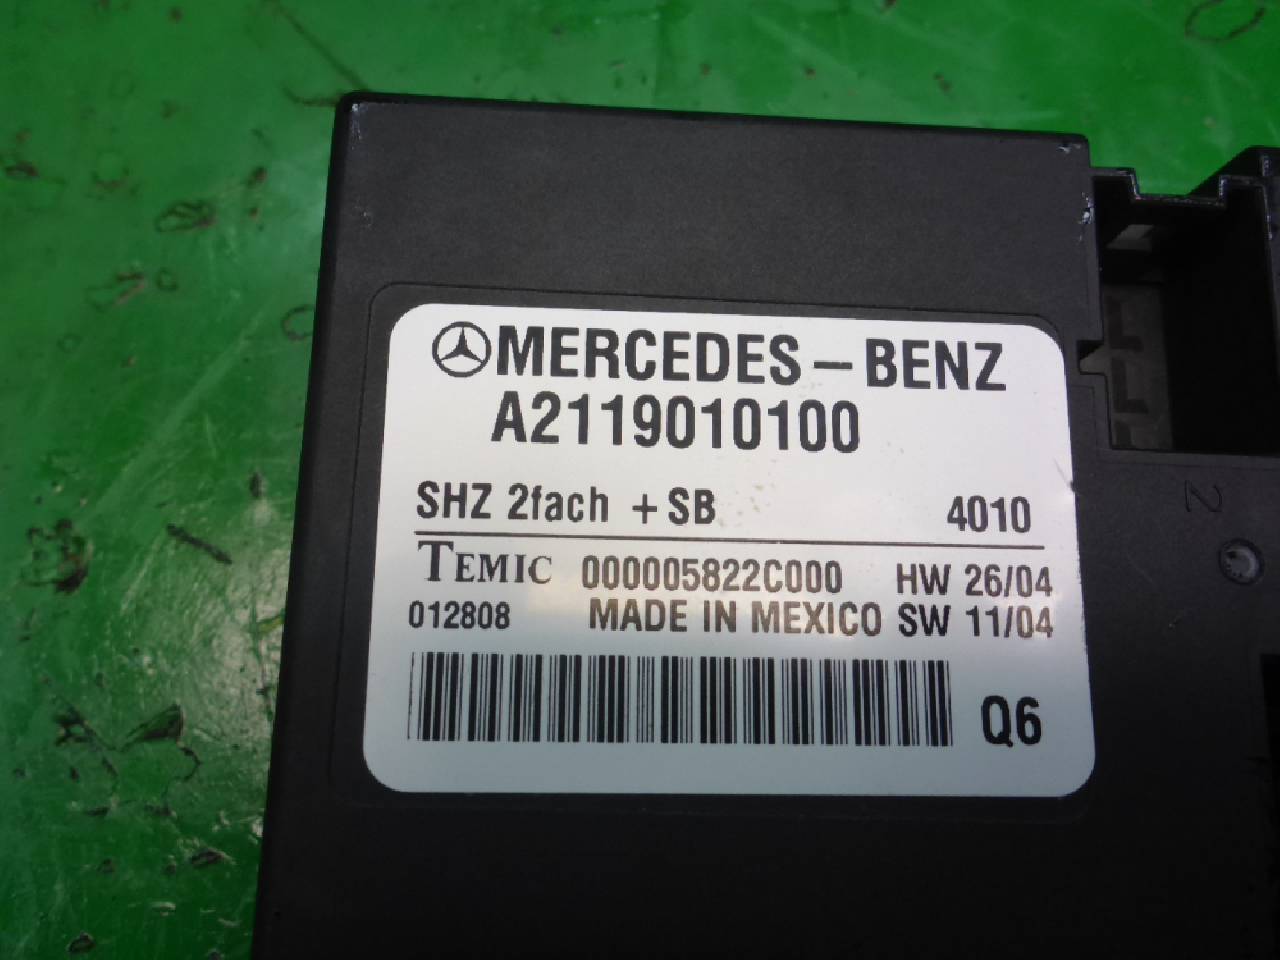 MERCEDES-BENZ
A2119010100
SHZ 2fach + SB 4010
TEMIC 000005822C000 HW 26/04
012808 MADE IN MEXICO SW 11/04
Q6
2